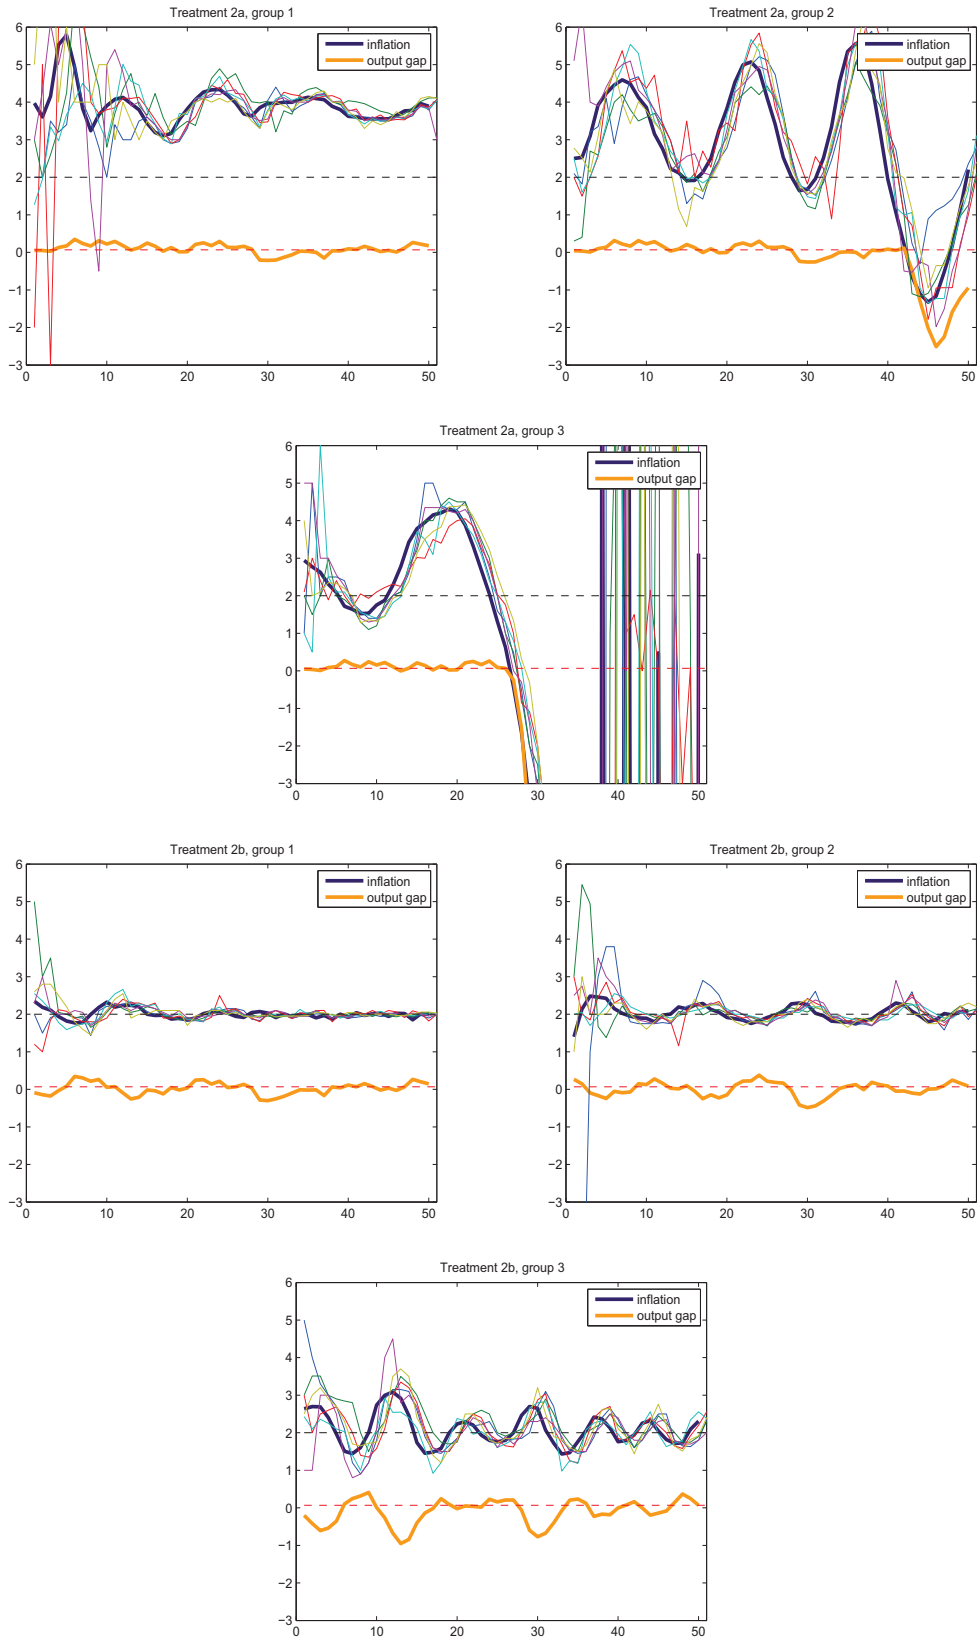 Treatment 2a, group 1
6
5
4
3
2
1
0
−1
−2
−3
0 10 20 30 40 50
inflation
output gap
Treatment 2a, group 2
6
5
4
3
2
1
0
−1
−2
−3
0 10 20 30 40 50
inflation
output gap
Treatment 2a, group 3
6
5
4
3
2
1
0
−1
−2
−3
0 10 20 30 40 50
inflation
output gap
Treatment 2b, group 1
6
5
4
3
2
1
0
−1
−2
−3
0 10 20 30 40 50
inflation
output gap
Treatment 2b, group 2
6
5
4
3
2
1
0
−1
−2
−3
0 10 20 30 40 50
inflation
output gap
Treatment 2b, group 3
6
5
4
3
2
1
0
−1
−2
−3
0 10 20 30 40 50
inflation
output gap